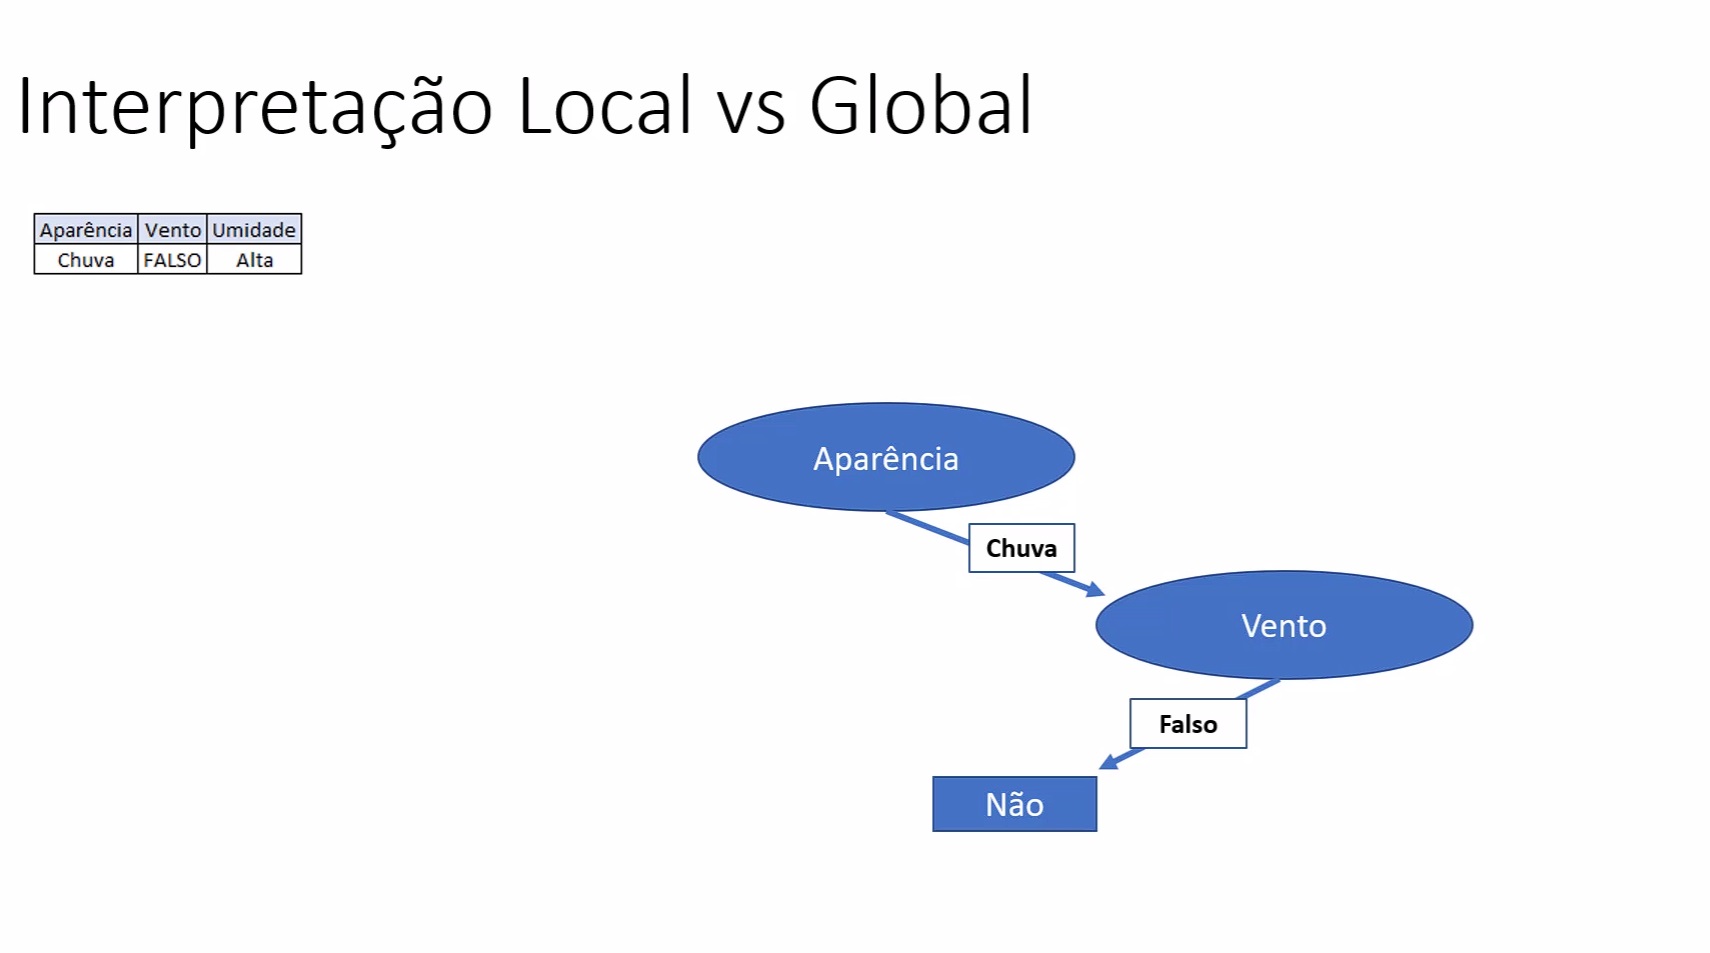 Interpretação Local vs Global
Aparência Vento Umidade
Chuva FALSO Alta
Aparência
Chuva
Vento
Falso
Não